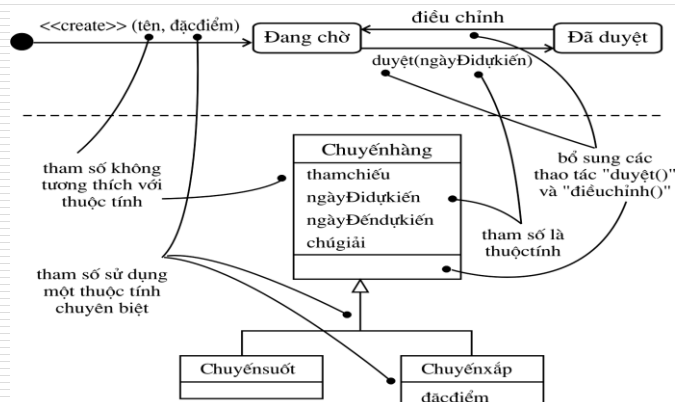 <<create>> (tên, đặcđiểm)
Đang chờ
điều chỉnh
Đã duyệt
duyệt(ngàyĐidựkiến)
tham số không
tương thích với
thuộc tính
Chuyếnhàng
thamchiếu
ngàyĐidựkiến
ngàyĐếndựkiến
chúgiải
bổ sung các
thao tác "duyệt()"
và "điềuchỉnh()"
tham số là
thuộctính
tham số sử dụng
một thuộc tính
chuyên biệt
Chuyếnsuốt
Chuyếnxắp
đặcđiểm